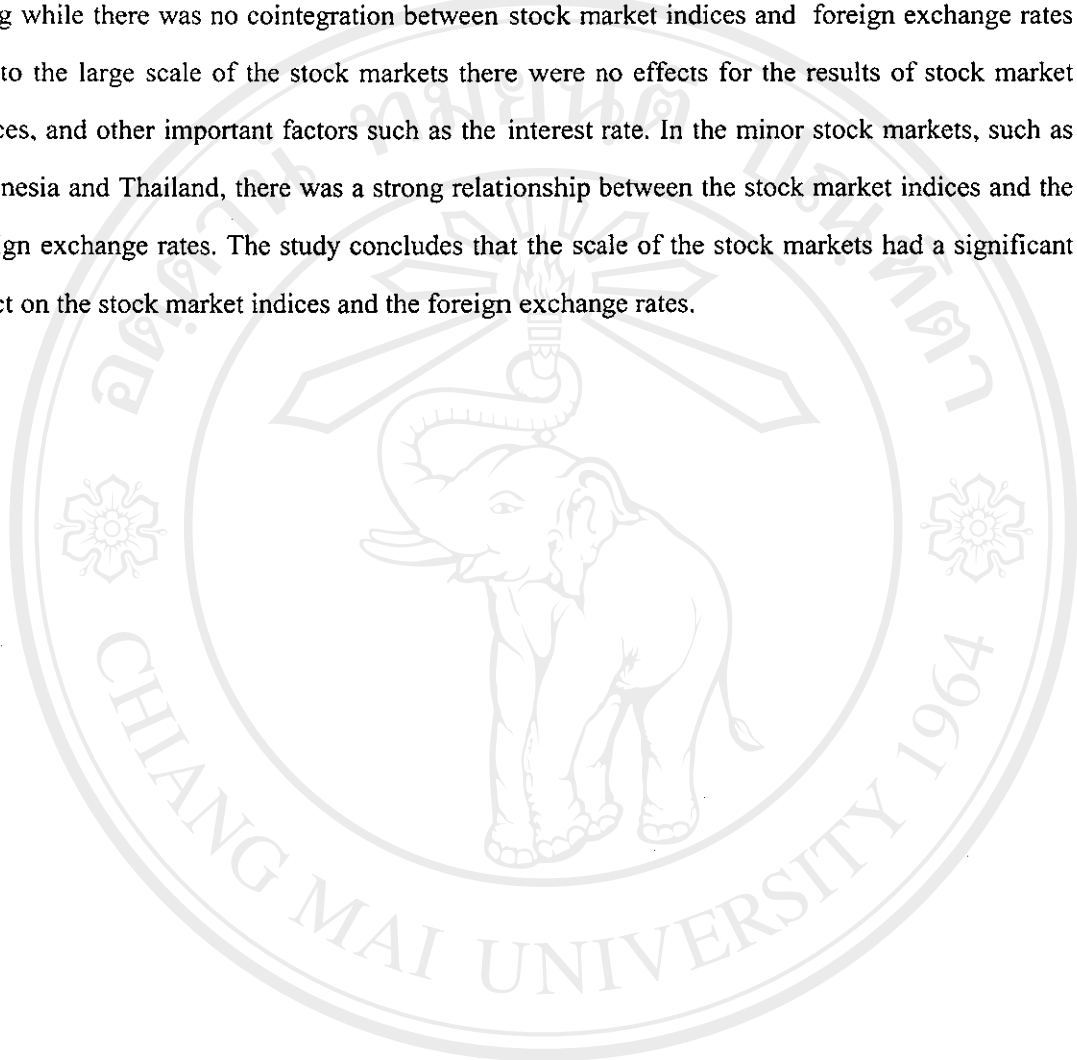 g while there was no cointegration between stock market indices and foreign exchange rates
to the large scale of the stock markets there were no effects for the results of stock market
ces, and other important factors such as the interest rate. In the minor stock markets, such as
nesia and Thailand, there was a strong relationship between the stock market indices and the
gn exchange rates. The study concludes that the scale of the stock markets had a significant
ct on the stock market indices and the foreign exchange rates.
CHIANG MAI UNIVERSITY 1964